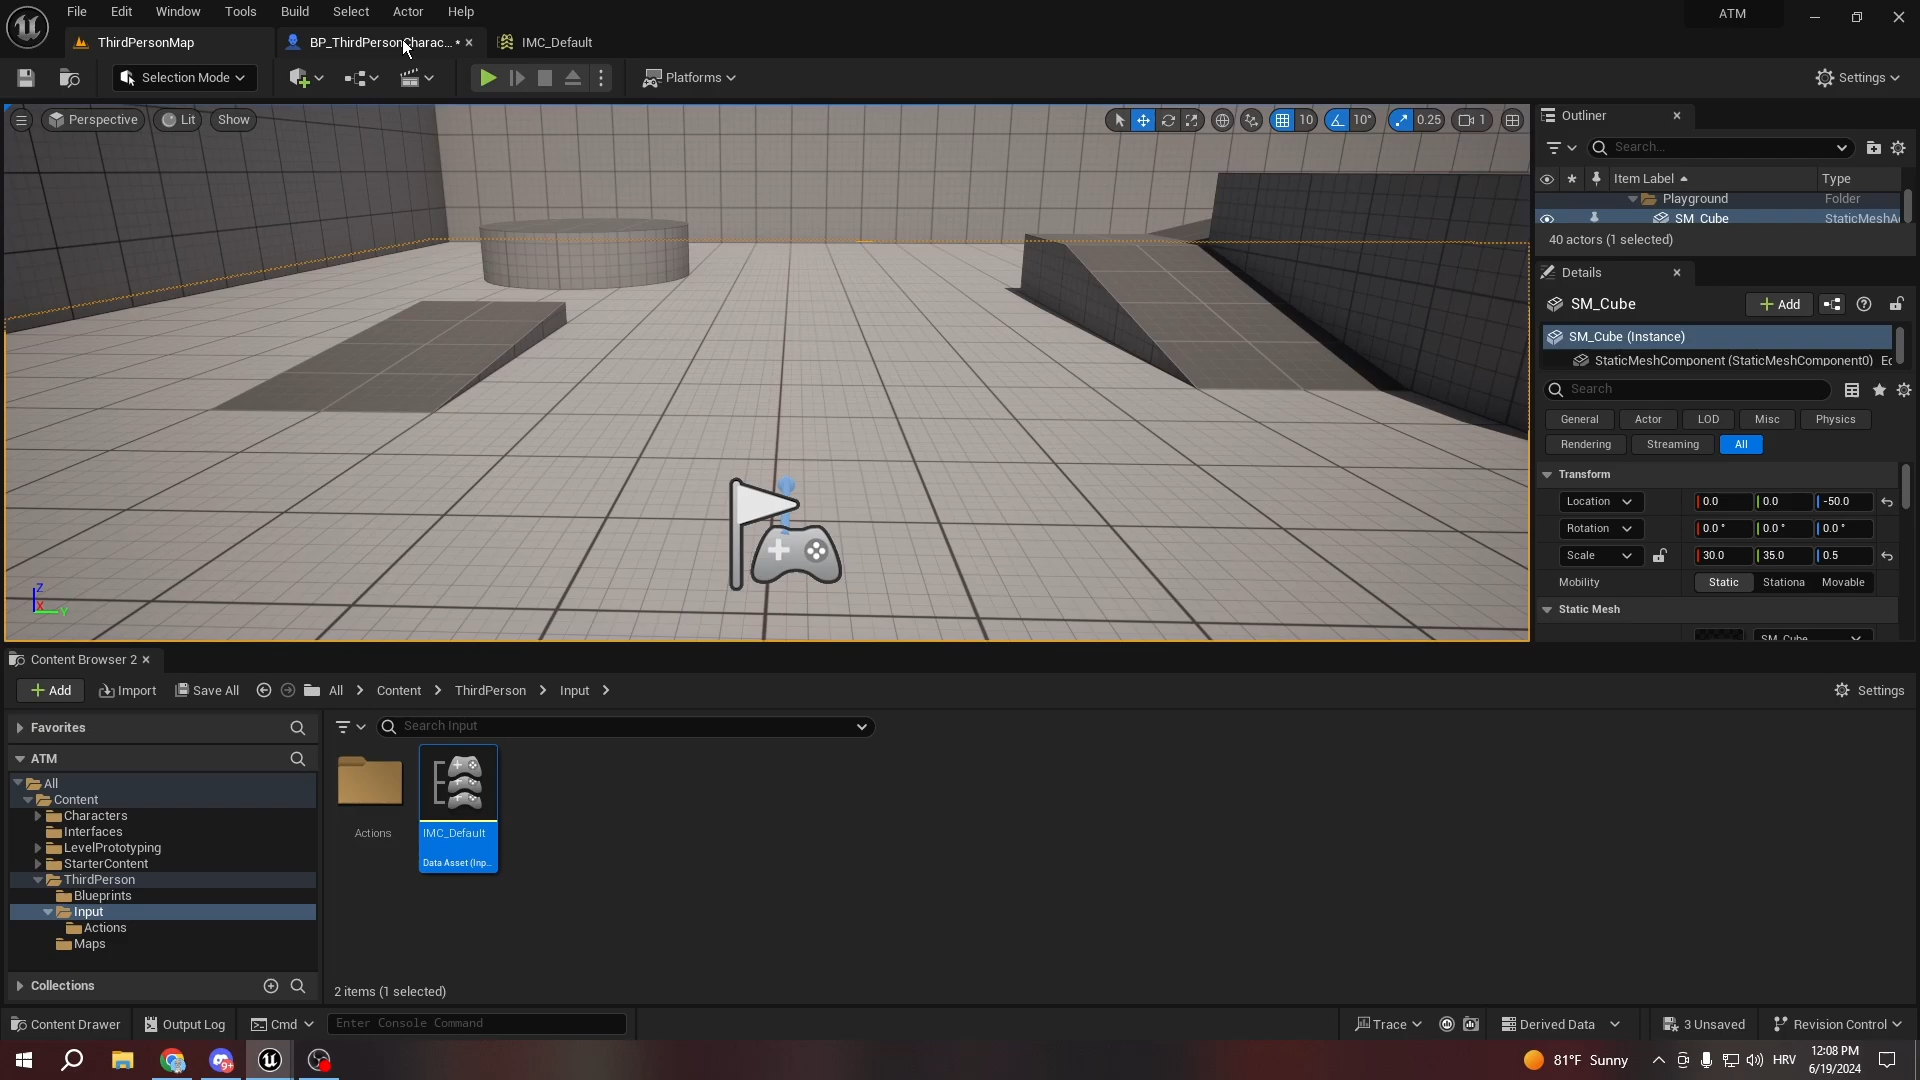 File Edit Window Tools Build Select Actor Help
ATM
ThirdPersonMap
BP_ThirdPersonCharac... *
IMC_Default
Selection Mode
Platforms
Settings
Perspective
Lit
Show
10
10°
0.25
1
Outliner
Search...
Item Label
Type
Playground
Folder
SM_Cube
StaticMeshA
40 actors (1 selected)
Details
SM_Cube
Add
SM_Cube (Instance)
StaticMeshComponent (StaticMeshComponent0)
Search
General
Actor
LOD
Misc
Physics
Rendering
Streaming
All
Transform
Location
0.0
0.0
-50.0
Rotation
0.0 °
0.0 °
0.0 °
Scale
30.0
35.0
0.5
Mobility
Static
Stationa
Movable
Static Mesh
SM_Cube
Z
X
Y
Content Browser 2
Add
Import
Save All
All
Content
ThirdPerson
Input
Settings
Favorites
Search Input
ATM
All
Content
Characters
Interfaces
LevelPrototyping
StarterContent
ThirdPerson
Blueprints
Input
Actions
Maps
Actions
IMC_Default
Data Asset (Inp...
Collections
2 items (1 selected)
Content Drawer
Output Log
Cmd
Enter Console Command
Trace
Derived Data
3 Unsaved
Revision Control
9+
81°F Sunny
HRV
12:08 PM
6/19/2024